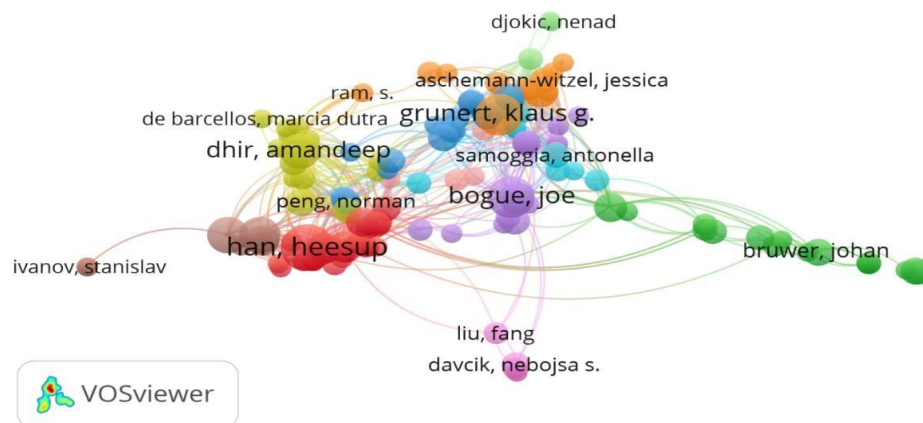 djokic, nenad
aschemann-witzel, jessica
ram, s.
grunert, klaus g.
de barcellos, marcia dutra
dhir, amandeep
samoggia, antonella
peng, norman
bogue, joe
han, heesup
bruwer, johan
ivanov, stanislav
liu, fang
davcik, nebojsa s.
VOSviewer